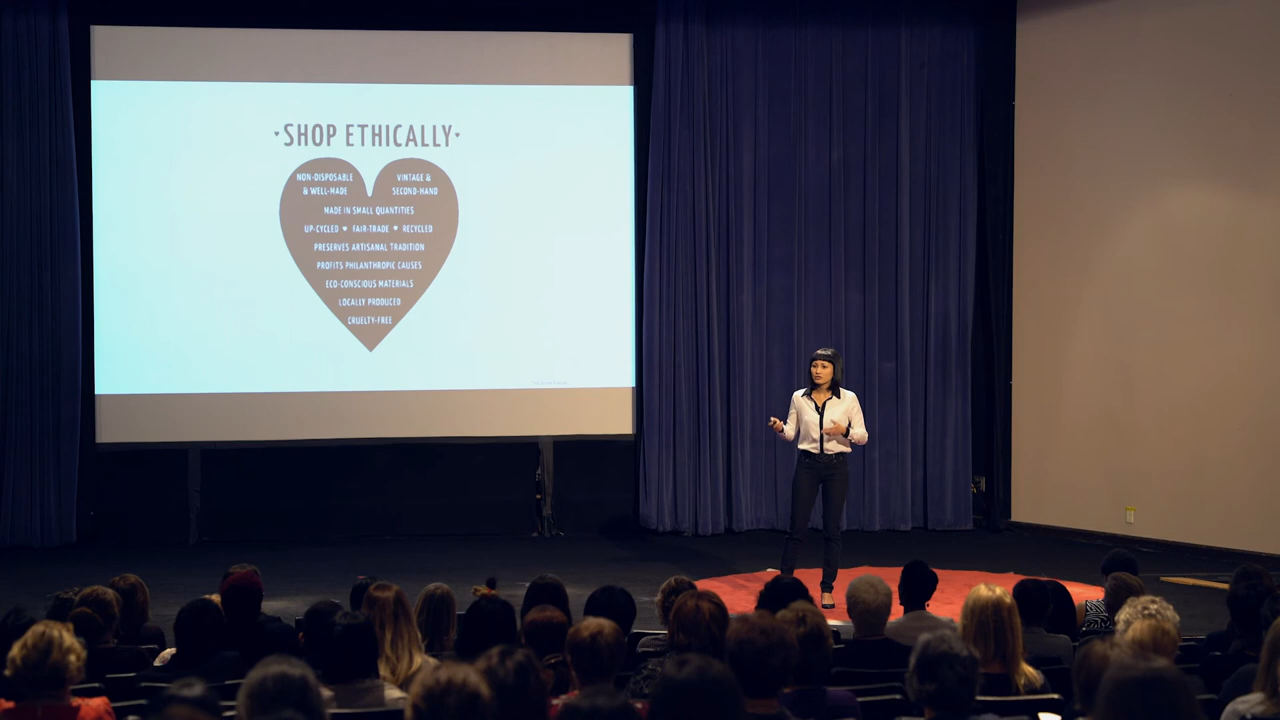 SHOP ETHICALLY
NON-DISPOSABLE
& WELL-MADE
VINTAGE &
SECOND-HAND
MADE IN SMALL QUANTITIES
UP-CYCLED ♥ FAIR-TRADE ♥ RECYCLED
PRESERVES ARTISANAL TRADITION
PROFITS PHILANTHROPIC CAUSES
ECO-CONSCIOUS MATERIALS
LOCALLY PRODUCED
CRUELTY-FREE